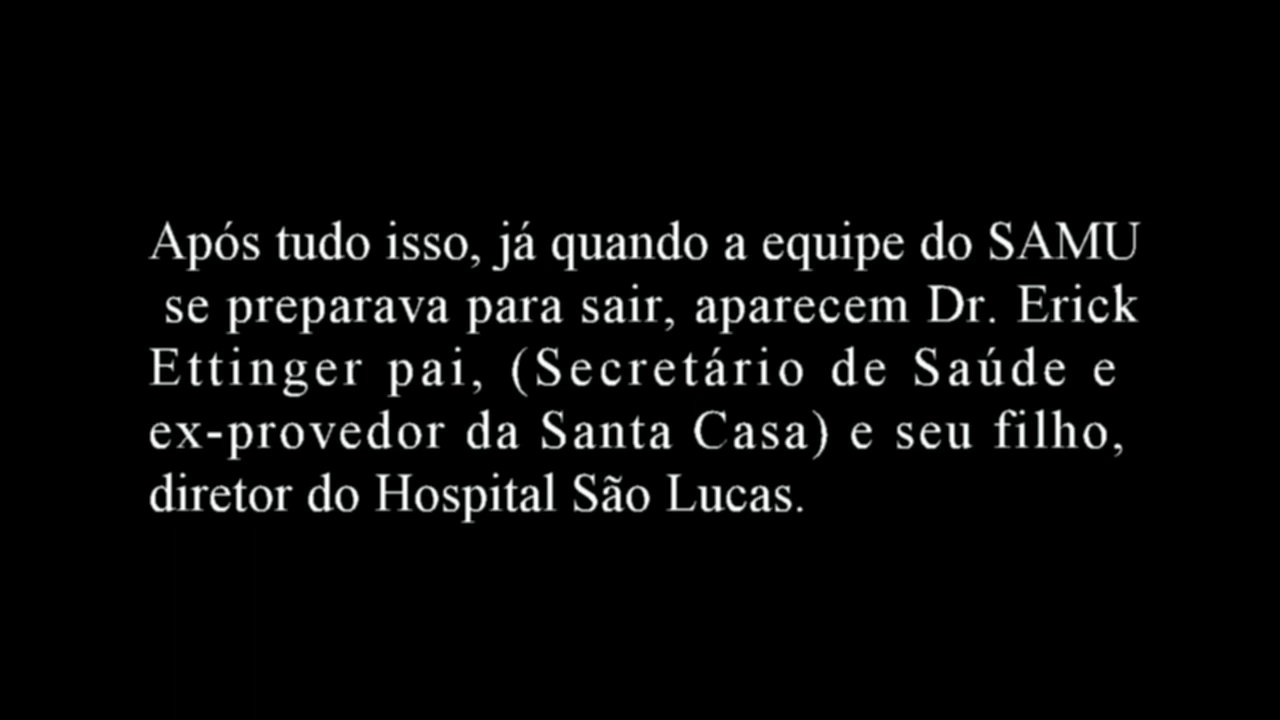 Após tudo isso, já quando a equipe do SAMU
se preparava para sair, aparecem Dr. Erick
Ettinger pai, (Secretário de Saúde e
ex-provedor da Santa Casa) e seu filho,
diretor do Hospital São Lucas.